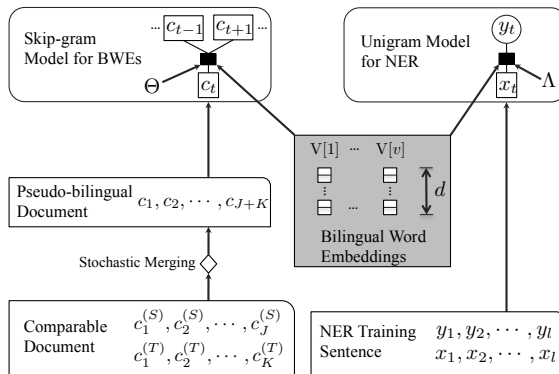 Skip-gram
Model for BWEs
··· c_{t−1} c_{t+1} ···
Θ
c_t
Unigram Model
for NER
y_t
x_t
Λ
V[1] ··· V[v]
d
···
Bilingual Word
Embeddings
Pseudo-bilingual
Document
c_1, c_2, ···, c_{J+K}
Stochastic Merging
Comparable
Document
c_1^{(S)}, c_2^{(S)}, ···, c_J^{(S)}
c_1^{(T)}, c_2^{(T)}, ···, c_K^{(T)}
NER Training
Sentence
y_1, y_2, ···, y_l
x_1, x_2, ···, x_l